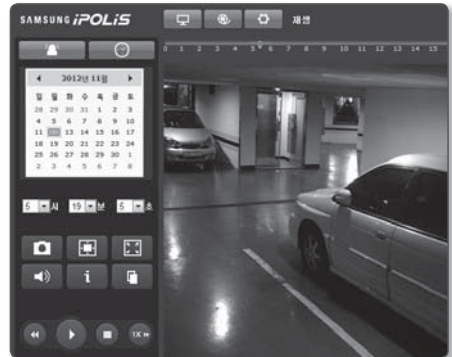 SAMSUNG iPOLiS
재생
0 1 2 3 4 5 6 7 8 9 10 11 12 13 14 15
2012년 11월
일 월 화 수 목 금 토
28 29 30 31 1 2 3
4 5 6 7 8 9 10
11 12 13 14 15 16 17
18 19 20 21 22 23 24
25 26 27 28 29 30 1
2 3 4 5 6 7 8
5 시 19 분 5 초
i
1X